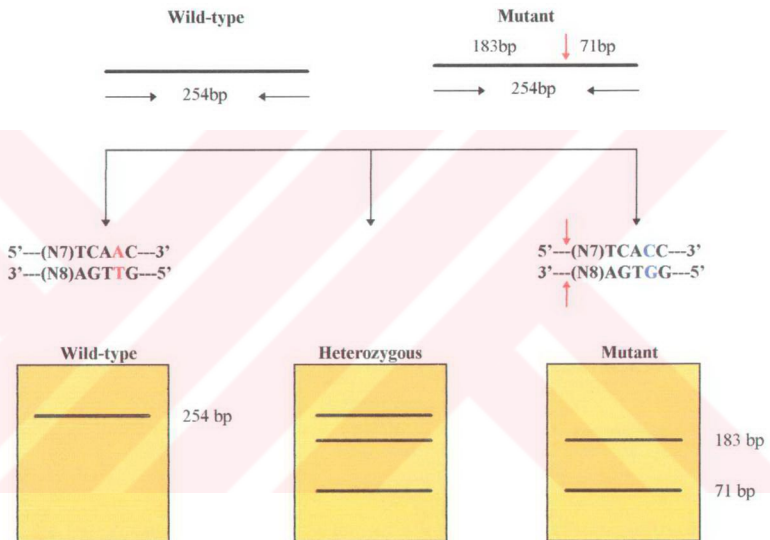 Wild-type
Mutant
183bp 71bp
254bp
254bp
5’---(N7)TCAAC---3’
3’---(N8)AGTTG---5’
5’---(N7)TCACC---3’
3’---(N8)AGTGG---5’
Wild-type
254 bp
Heterozygous
Mutant
183 bp
71 bp